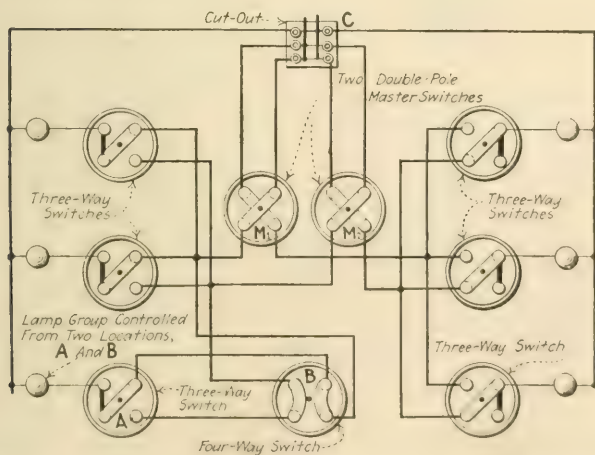 Cut-Out
C
Two Double-Pole
Master Switches
Three-Way
Switches
Three-Way
Switches
M
M
Lamp Group Controlled
From Two Locations,
A And B
Three-Way Switch
B
Three-Way
Switch
A
Four-Way Switch